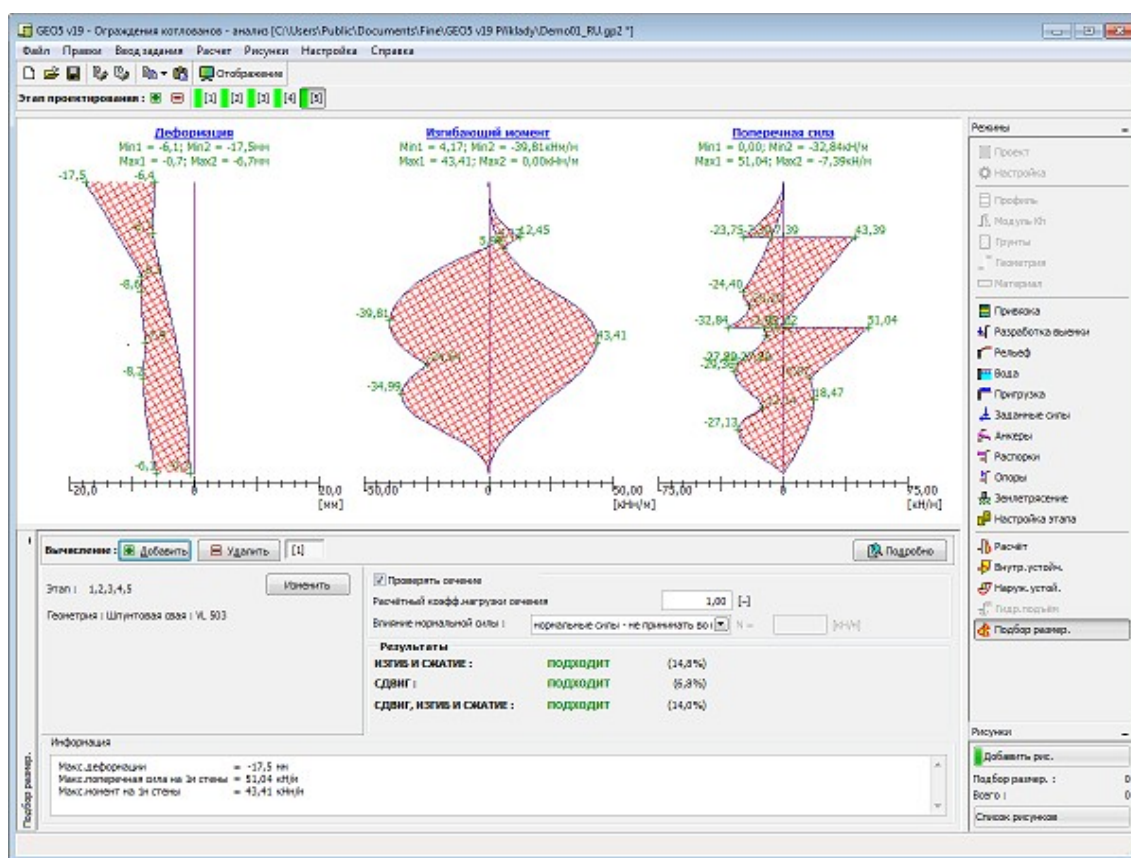 GEO5 v19 - Ограждения котлованов - анализ [C:\Users\Public\Documents\Fine\GEO5 v19 Příklady\Demo01_RU.gp2 *]
Файл Правки Ввод задания Расчет Рисунки Настройка Справка
Отображение
Этап проектирования : [1] [2] [3] [4] [5]
Деформация
Min1 = -6,1; Min2 = -17,5мм
Max1 = -0,7; Max2 = -6,7мм
-17,5
-6,4
-8,6
-8,2
-20,0 0 20,0
[мм]
Изгибающий момент
Min1 = 4,17; Min2 = -39,81кНм/м
Max1 = 43,41; Max2 = 0,00кНм/м
12,45
-39,81
43,41
-34,99
-50,00 0 50,00
[кНм/м]
Поперечная сила
Min1 = 0,00; Min2 = -32,84кН/м
Max1 = 51,04; Max2 = -7,39кН/м
-23,75
43,39
-24,40
-32,84
51,04
18,47
-27,13
-75,00 0 75,00
[кН/м]
Режимы
Проект
Настройка
Профиль
Модуль Kh
Грунты
Геометрия
Материал
Привязка
Разработка выемки
Рельеф
Вода
Пригрузка
Заданные силы
Анкеры
Распорки
Опоры
Землетрясение
Настройка этапа
Расчёт
Внутр.устойч.
Наруж.устой.
Гидр.подъём
Подбор размер.
Вычисление : Добавить Удалить [1] Подробно
Этап : 1,2,3,4,5 Изменить
Геометрия : Шпунтовая свая : VL 503
Проверять сечение
Расчётный коэфф.нагрузки сечения 1,00 [-]
Влияние нормальной силы : нормальные силы - не принимать во N = [кН/м]
Результаты
ИЗГИБ И СЖАТИЕ : ПОДХОДИТ (14,8%)
СДВИГ : ПОДХОДИТ (6,8%)
СДВИГ, ИЗГИБ И СЖАТИЕ : ПОДХОДИТ (14,0%)
Информация
Макс.деформации = -17,5 мм
Макс.поперечная сила на 1м стены = 51,04 кН/м
Макс.момент на 1м стены = 43,41 кНм/м
Подбор размер.
Рисунки
Добавить рис.
Подбор размер. : 0
Всего : 0
Список рисунков